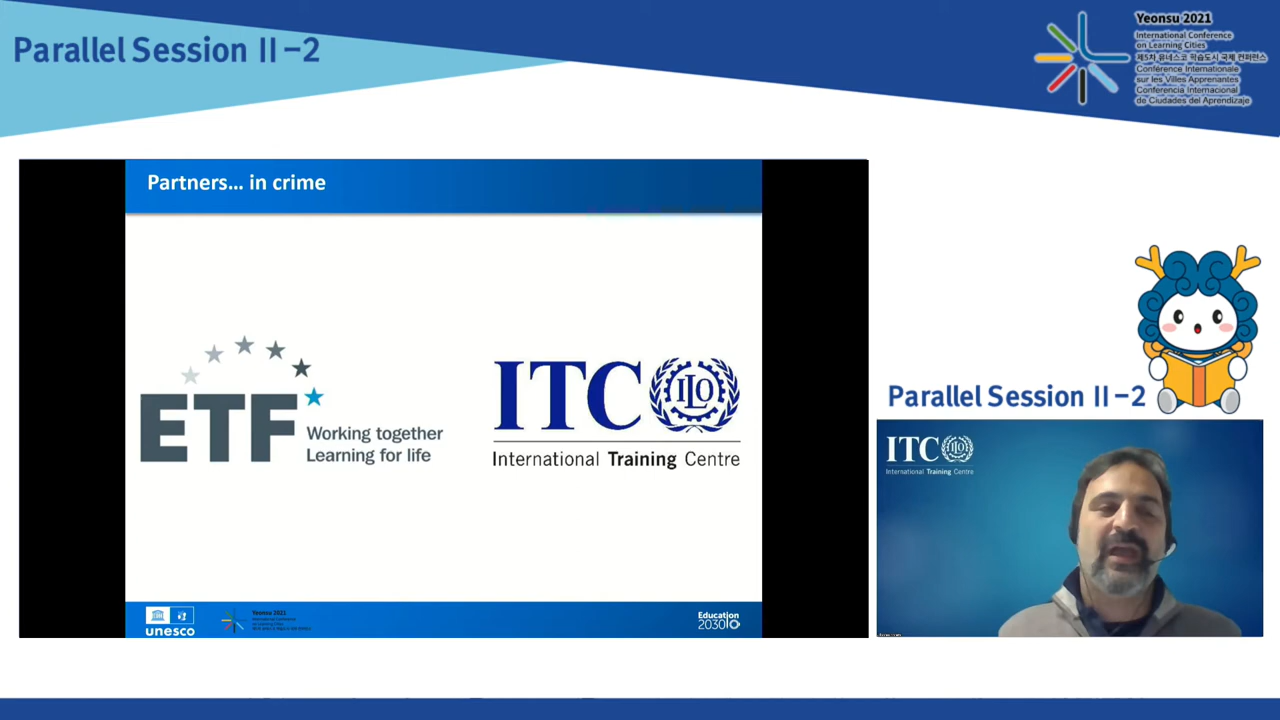 Parallel Session II-2
Yeonsu 2021
International Conference
on Learning Cities
제5차 유네스코 학습도시 국제 컨퍼런스
Conférence Internationale
sur les Villes Apprenantes
Conferencia Internacional
de Ciudades del Aprendizaje
Partners... in crime
ETF
Working together
Learning for life
ITC ILO
International Training Centre
unesco
Yeonsu 2021
Education
2030
Parallel Session II-2
ITC ILO
International Training Centre